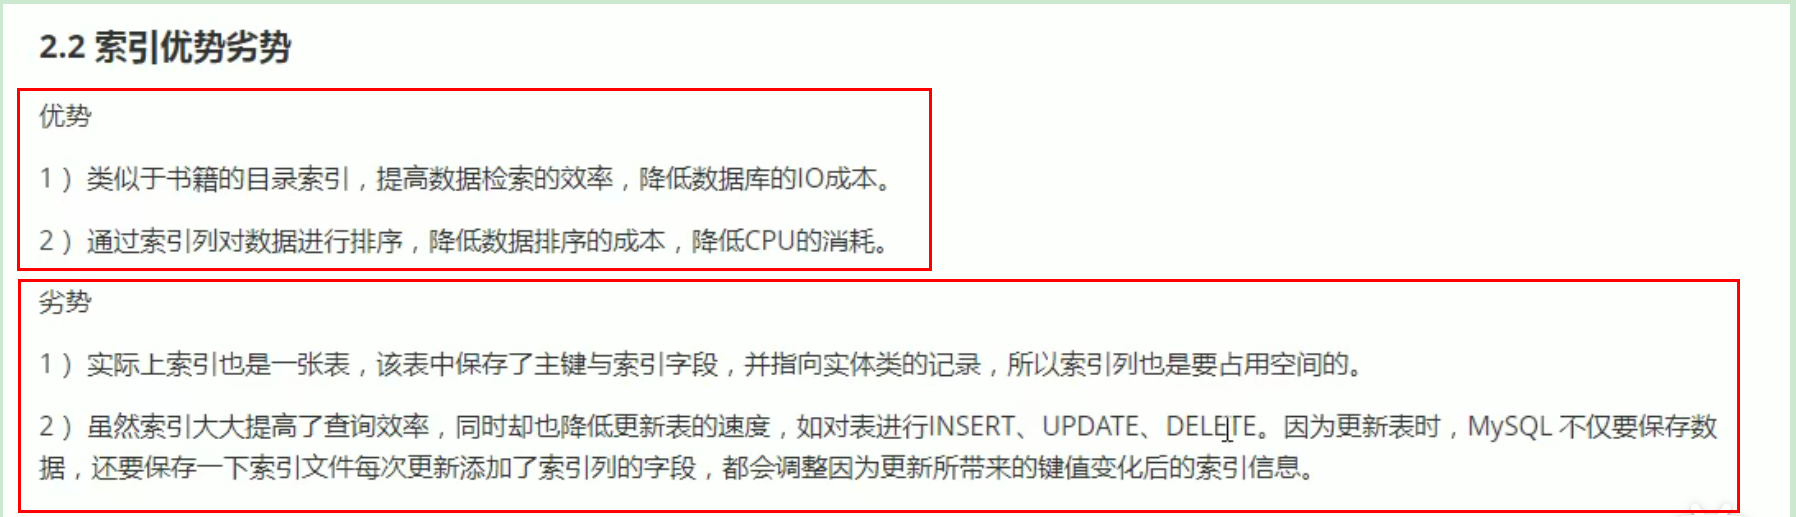 2.2 索引优势劣势
优势
1） 类似于书籍的目录索引，提高数据检索的效率，降低数据库的IO成本。
2） 通过索引列对数据进行排序，降低数据排序的成本，降低CPU的消耗。
劣势
1） 实际上索引也是一张表，该表中保存了主键与索引字段，并指向实体类的记录，所以索引列也是要占用空间的。
2） 虽然索引大大提高了查询效率，同时却也降低更新表的速度，如对表进行INSERT、UPDATE、DELETE。因为更新表时，MySQL 不仅要保存数
据，还要保存一下索引文件每次更新添加了索引列的字段，都会调整因为更新所带来的键值变化后的索引信息。